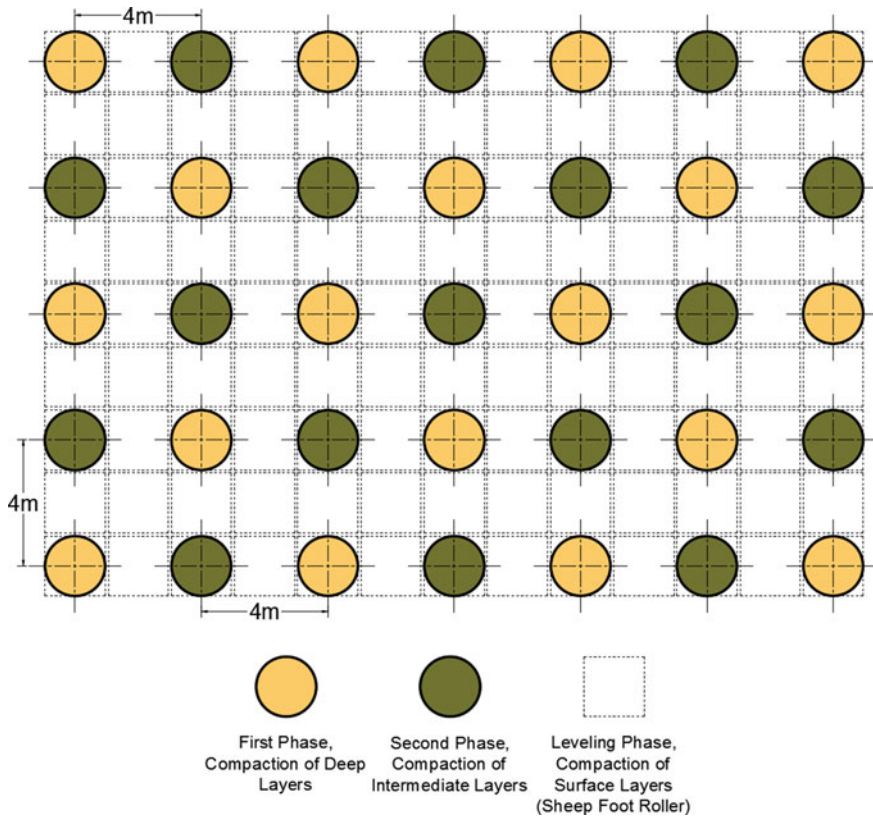 4m
4m
4m
First Phase,
Compaction of Deep
Layers
Second Phase,
Compaction of
Intermediate Layers
Leveling Phase,
Compaction of
Surface Layers
(Sheep Foot Roller)